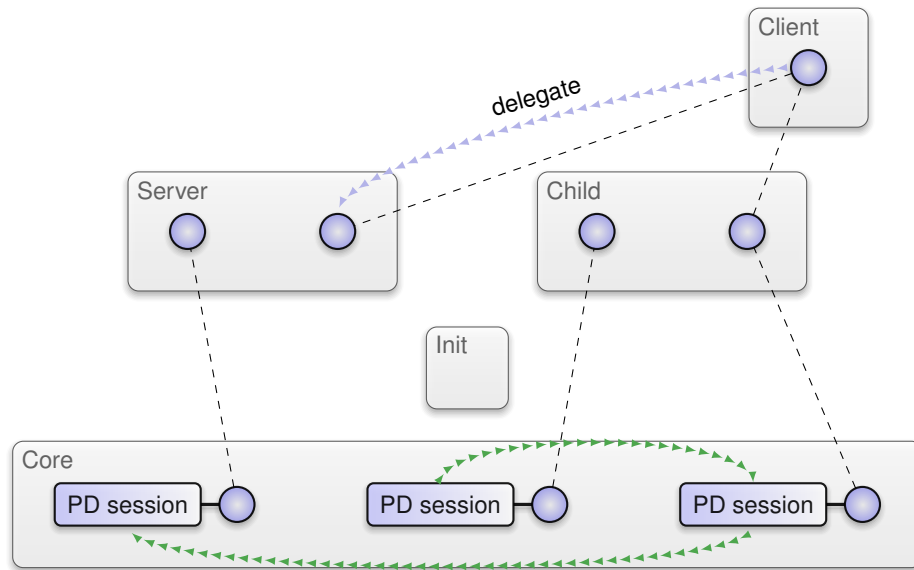 Client
delegate
Server
Child
Init
Core
PD session
PD session
PD session